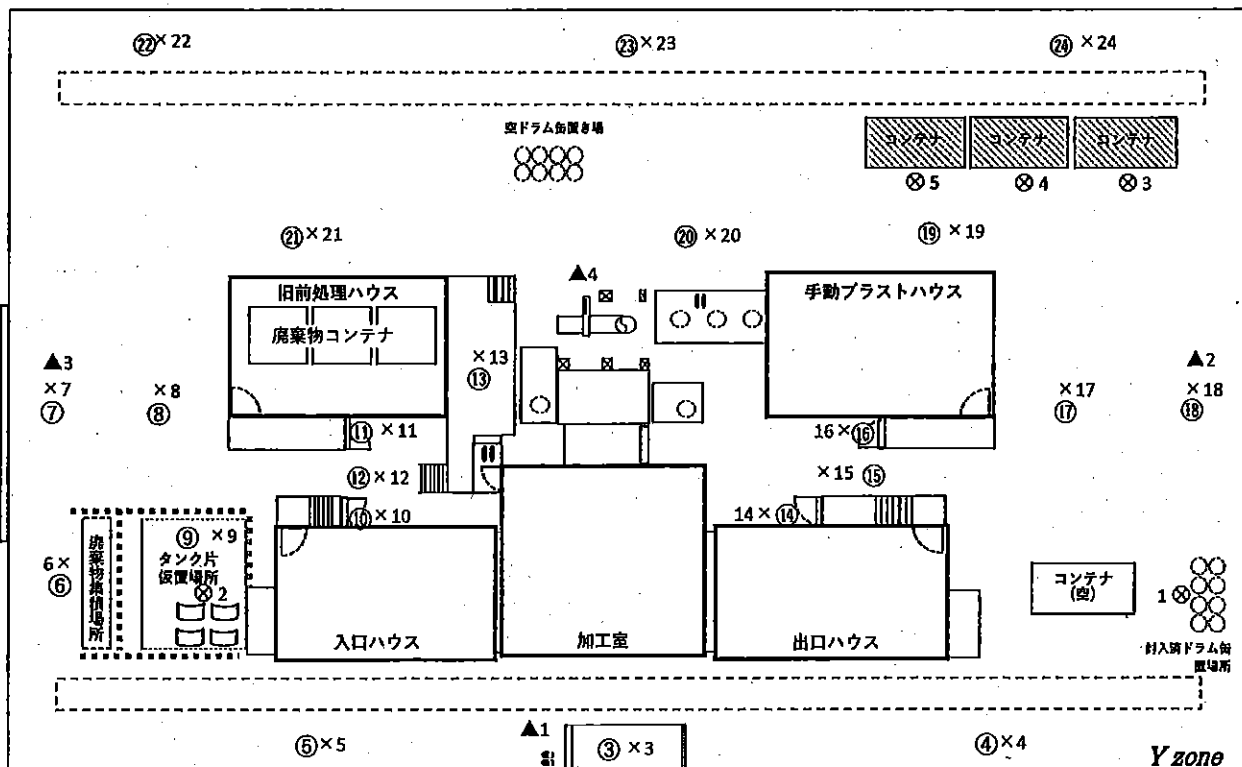 ㉒×22
㉓×23
㉔×24
空ドラム缶置き場
コンテナ
コンテナ
コンテナ
⊗5
⊗4
⊗3
㉑×21
⑳×20
⑲×19
▲4
旧前処理ハウス
手動ブラストハウス
廃棄物コンテナ
▲3
×13
⑬
▲2
×7
⑦
×8
⑧
×17
⑰
×18
⑱
⑪×11
16×⑯
⑫×12
×15 ⑮
⑩×10
14×⑭
⑨×9
タンク片
仮置場所
⊗2
6×
⑥
廃棄物集積場所
コンテナ
(空)
1⊗
入口ハウス
加工室
出口ハウス
封入済ドラム缶
置場所
▲1
⑤×5
③×3
④×4
Y zone